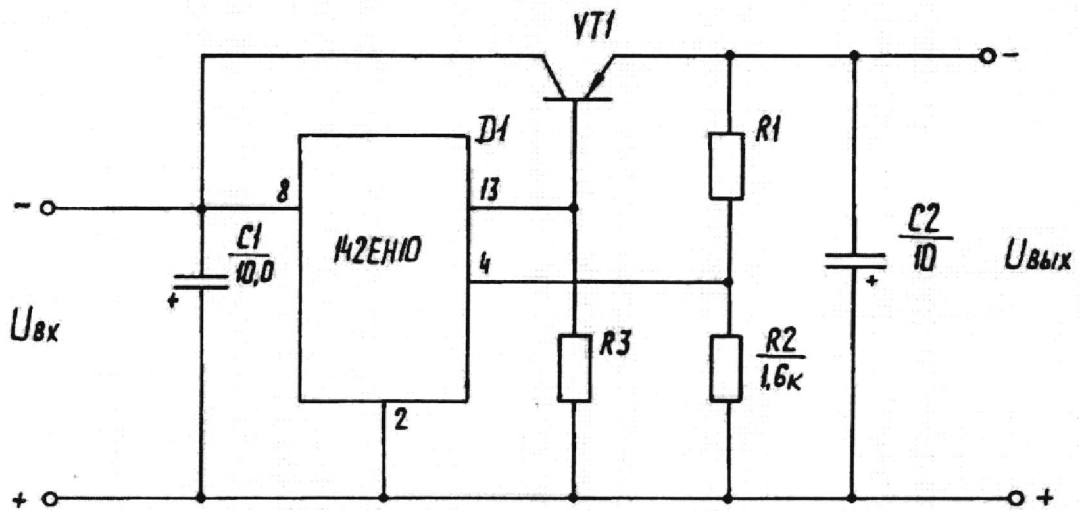 VT1
-
D1
R1
8
13
-
C1
10,0
142ЕН10
4
C2
10
Uвых
+
+
Uвх
R3
R2
1,6к
2
+
+